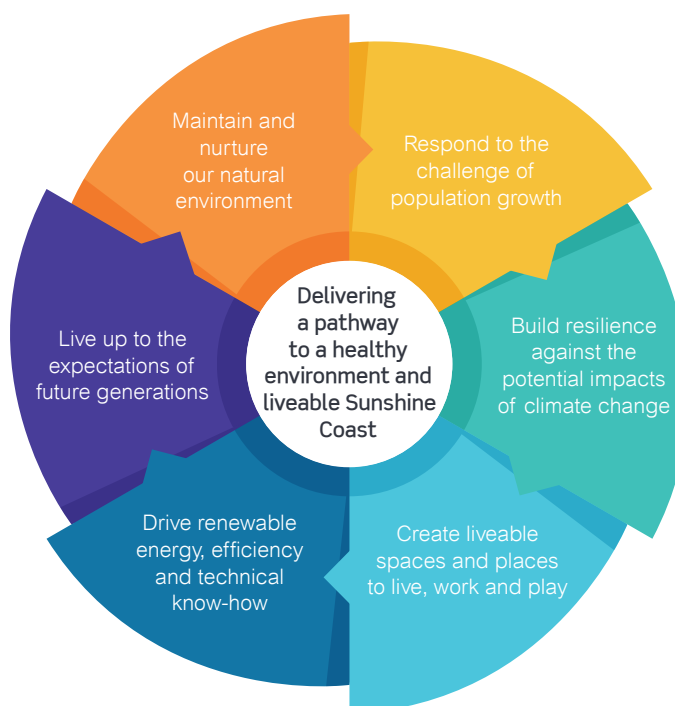 Maintain and
nurture
our natural
environment
Respond to the
challenge of
population growth
Build resilience
against the
potential impacts
of climate change
Create liveable
spaces and places
to live, work and play
Drive renewable
energy, efficiency
and technical
know-how
Live up to the
expectations of
future generations
Delivering
a pathway
to a healthy
environment and
liveable Sunshine
Coast